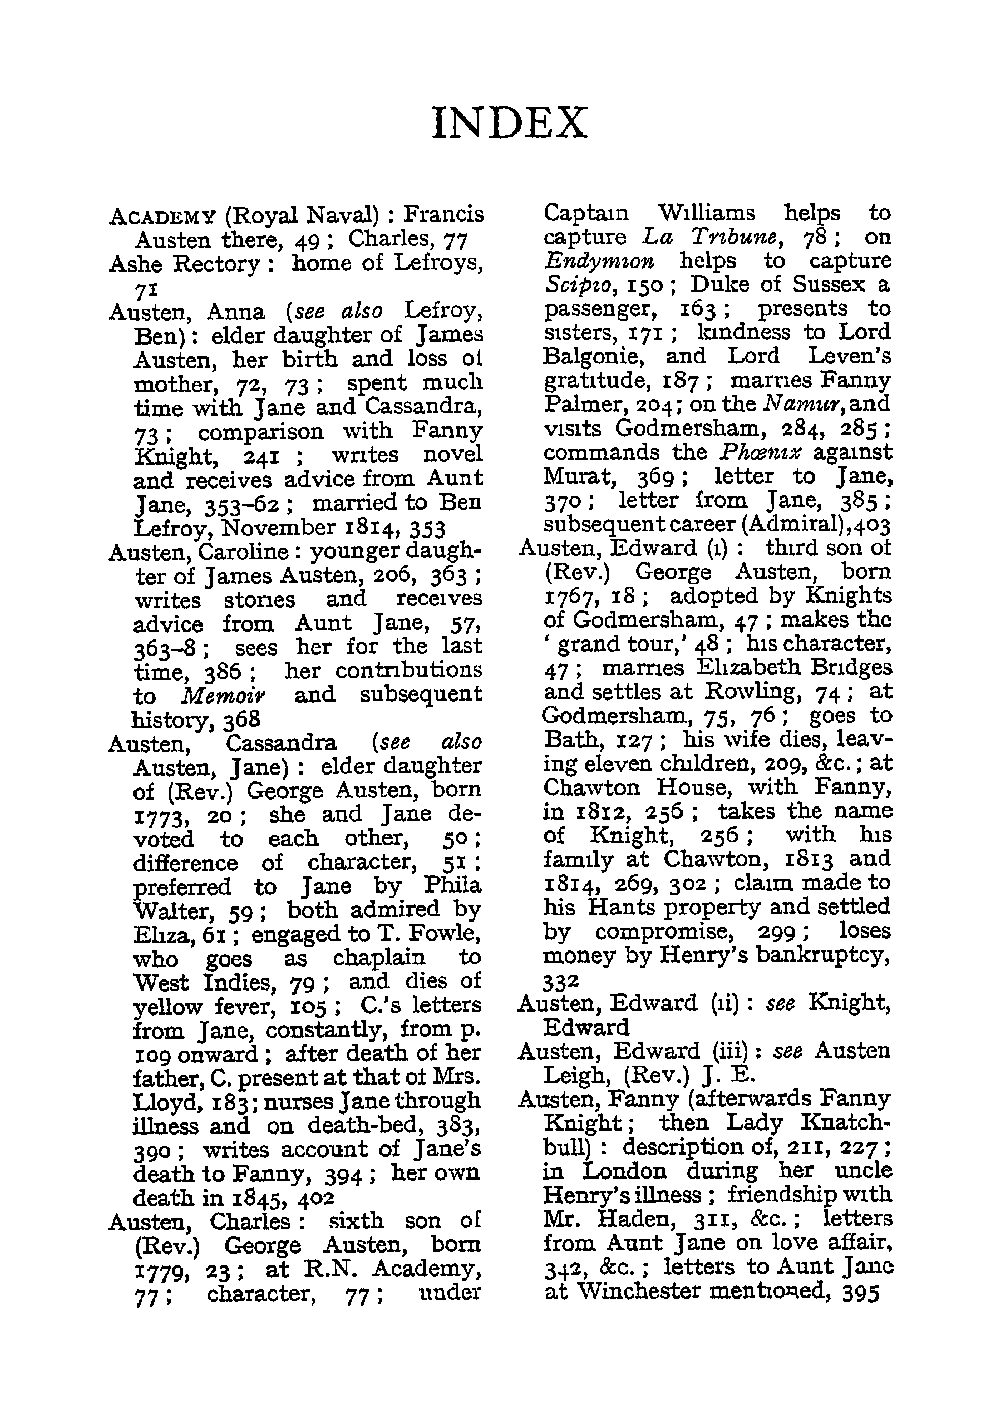 INDEX
ACADEMY (Royal Naval) : Francis
Austen there, 49 ; Charles, 77
Ashe Rectory : home of Lefroys,
71
Austen, Anna (see also Lefroy,
Ben) : elder daughter of James
Austen, her birth and loss of
mother, 72, 73 ; spent much
time with Jane and Cassandra,
73 ; comparison with Fanny
Knight, 241 ; writes novel
and receives advice from Aunt
Jane, 353–62 ; married to Ben
Lefroy, November 1814, 353
Austen, Caroline : younger daugh-
ter of James Austen, 206, 363 ;
writes stories and receives
advice from Aunt Jane, 57,
363–8 ; sees her for the last
time, 386 ; her contributions
to Memoir and subsequent
history, 368
Austen, Cassandra (see also
Austen, Jane) : elder daughter
of (Rev.) George Austen, born
1773, 20 ; she and Jane de-
voted to each other, 50 ;
difference of character, 51 ;
preferred to Jane by Phila
Walter, 59 ; both admired by
Eliza, 61 ; engaged to T. Fowle,
who goes as chaplain to
West Indies, 79 ; and dies of
yellow fever, 105 ; C.'s letters
from Jane, constantly, from p.
109 onward ; after death of her
father, C. present at that of Mrs.
Lloyd, 183 ; nurses Jane through
illness and on death-bed, 383,
390 ; writes account of Jane's
death to Fanny, 394 ; her own
death in 1845, 402
Austen, Charles : sixth son of
(Rev.) George Austen, born
1779, 23 ; at R.N. Academy,
77 ; character, 77 ; under
Captain Williams helps to
capture La Tribune, 78 ; on
Endymion helps to capture
Scipio, 150 ; Duke of Sussex a
passenger, 163 ; presents to
sisters, 171 ; kindness to Lord
Balgonie, and Lord Leven's
gratitude, 187 ; marries Fanny
Palmer, 204 ; on the Namur, and
visits Godmersham, 284, 285 ;
commands the Phœnix against
Murat, 369 ; letter to Jane,
370 ; letter from Jane, 385 ;
subsequent career (Admiral), 403
Austen, Edward (i) : third son of
(Rev.) George Austen, born
1767, 18 ; adopted by Knights
of Godmersham, 47 ; makes the
' grand tour,' 48 ; his character,
47 ; marries Elizabeth Bridges
and settles at Rowling, 74 ; at
Godmersham, 75, 76 ; goes to
Bath, 127 ; his wife dies, leav-
ing eleven children, 209, &c. ; at
Chawton House, with Fanny,
in 1812, 256 ; takes the name
of Knight, 256 ; with his
family at Chawton, 1813 and
1814, 269, 302 ; claim made to
his Hants property and settled
by compromise, 299 ; loses
money by Henry's bankruptcy,
332
Austen, Edward (ii) : see Knight,
Edward
Austen, Edward (iii) : see Austen
Leigh, (Rev.) J. E.
Austen, Fanny (afterwards Fanny
Knight ; then Lady Knatch-
bull) : description of, 211, 227 ;
in London during her uncle
Henry's illness ; friendship with
Mr. Haden, 311, &c. ; letters
from Aunt Jane on love affair,
342, &c. ; letters to Aunt Jane
at Winchester mentioned, 395